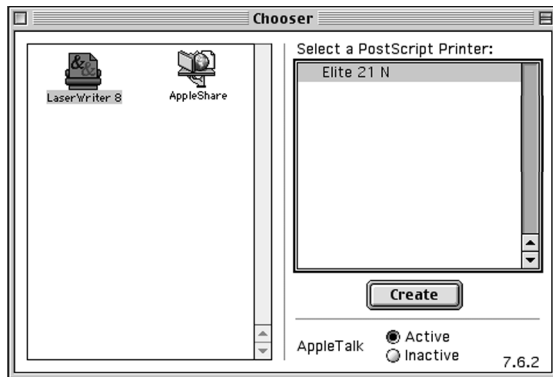 Chooser
LaserWriter 8
AppleShare
Select a PostScript Printer:
Elite 21 N
Create
AppleTalk
Active
Inactive
7.6.2